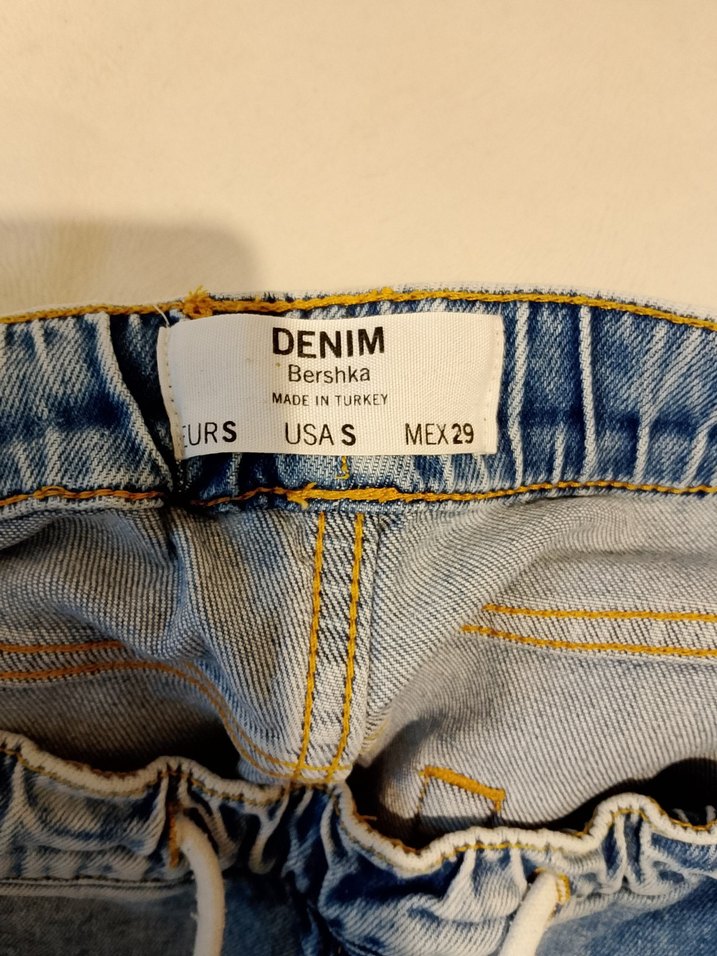 DENIM
Bershka
MADE IN TURKEY
EUR S USA S MEX 29